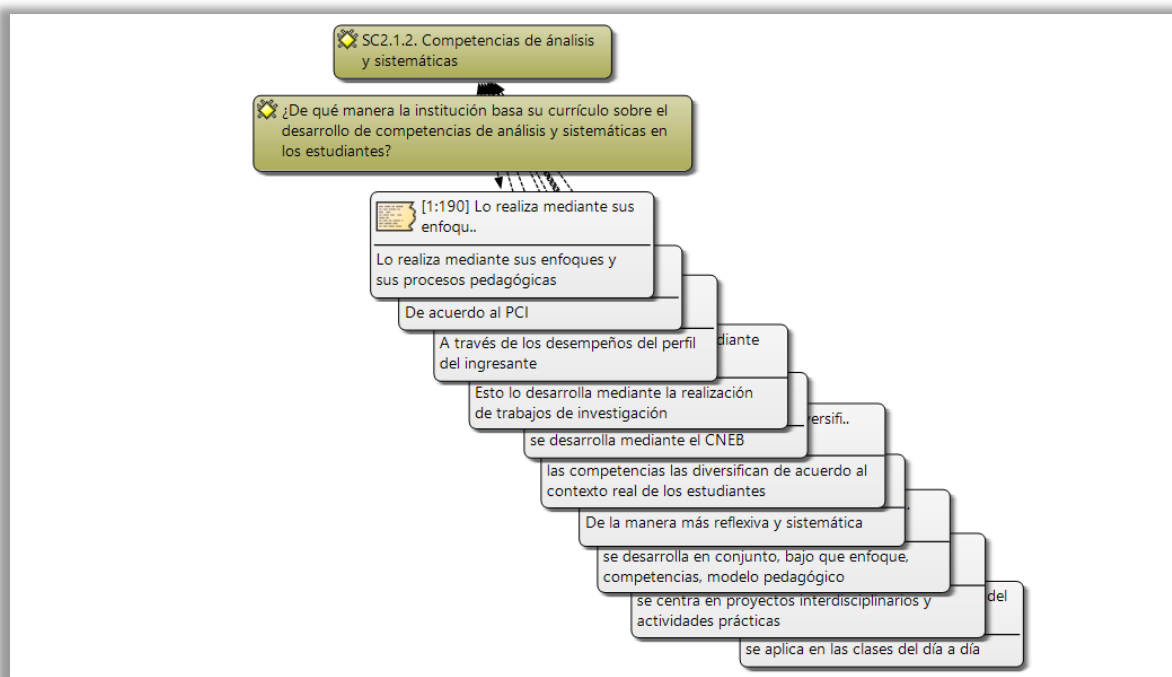 SC2.1.2. Competencias de ánalisis
y sistemáticas
¿De qué manera la institución basa su currículo sobre el
desarrollo de competencias de análisis y sistemáticas en
los estudiantes?
[1:190] Lo realiza mediante sus
enfoqu..
Lo realiza mediante sus enfoques y
sus procesos pedagógicas
De acuerdo al PCI
A través de los desempeños del perfil
del ingresante
diante
Esto lo desarrolla mediante la realización
de trabajos de investigación
se desarrolla mediante el CNEB
versifi..
las competencias las diversifican de acuerdo al
contexto real de los estudiantes
De la manera más reflexiva y sistemática
se desarrolla en conjunto, bajo que enfoque,
competencias, modelo pedagógico
se centra en proyectos interdisciplinarios y
actividades prácticas
del
se aplica en las clases del día a día